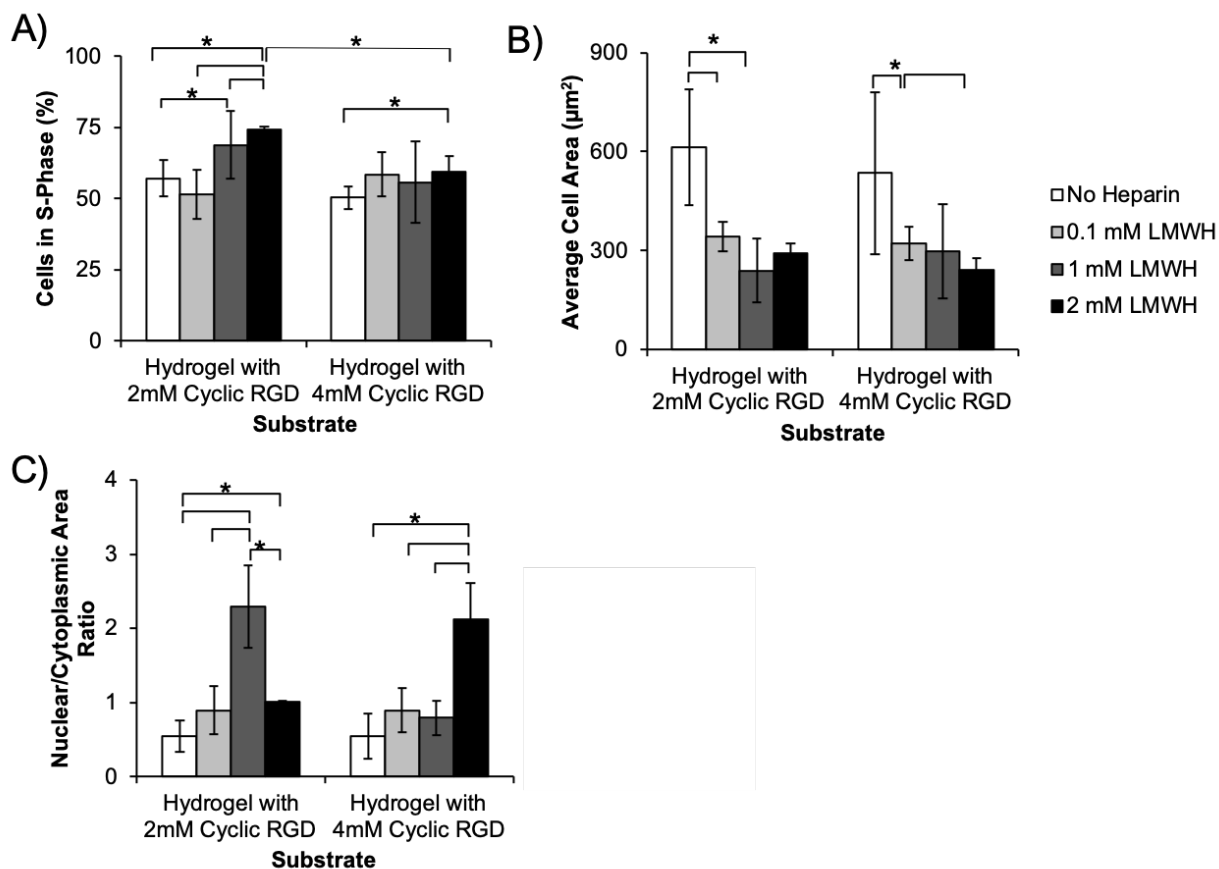 A)
*
*
*
*
100
75
50
25
0
Cells in S-Phase (%)
Hydrogel with
2mM Cyclic RGD
Hydrogel with
4mM Cyclic RGD
Substrate
B)
*
*
900
600
300
0
Average Cell Area (µm²)
Hydrogel with
2mM Cyclic RGD
Hydrogel with
4mM Cyclic RGD
Substrate
No Heparin
0.1 mM LMWH
1 mM LMWH
2 mM LMWH
C)
*
*
*
4
3
2
1
0
Nuclear/Cytoplasmic Area
Ratio
Hydrogel with
2mM Cyclic RGD
Hydrogel with
4mM Cyclic RGD
Substrate